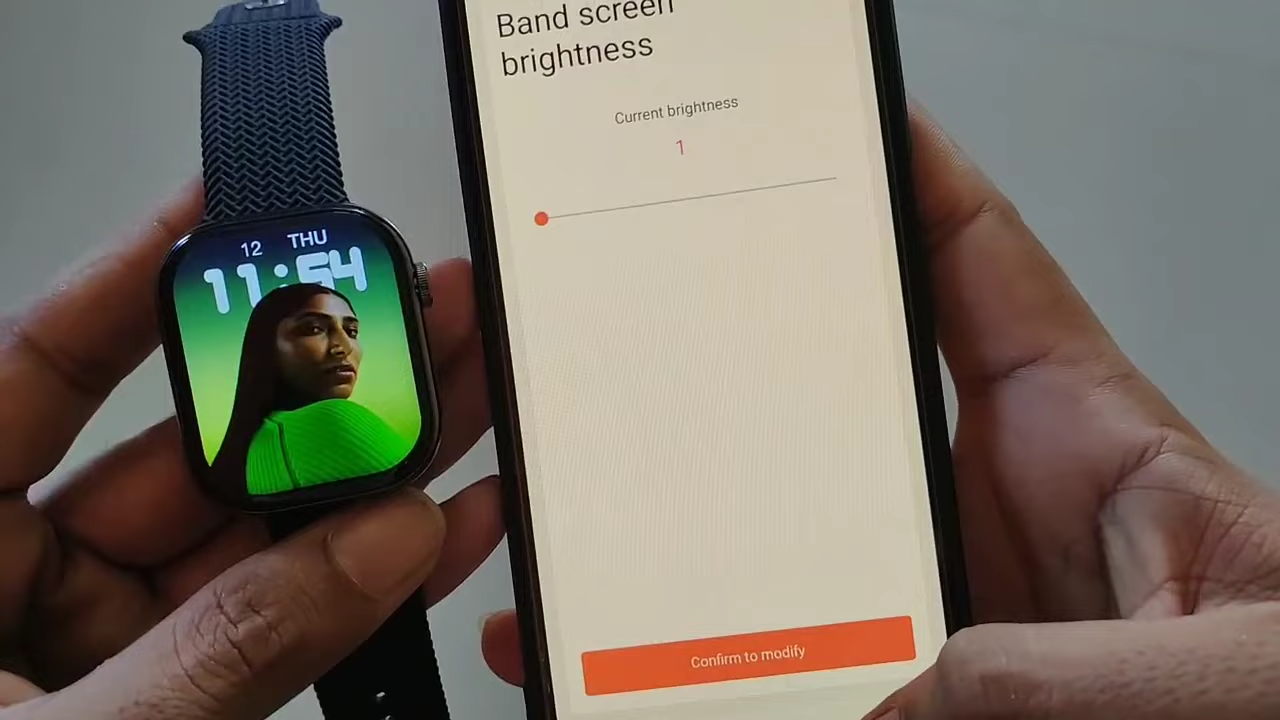 12 THU
11:54
Band screen
brightness
Current brightness
1
Confirm to modify